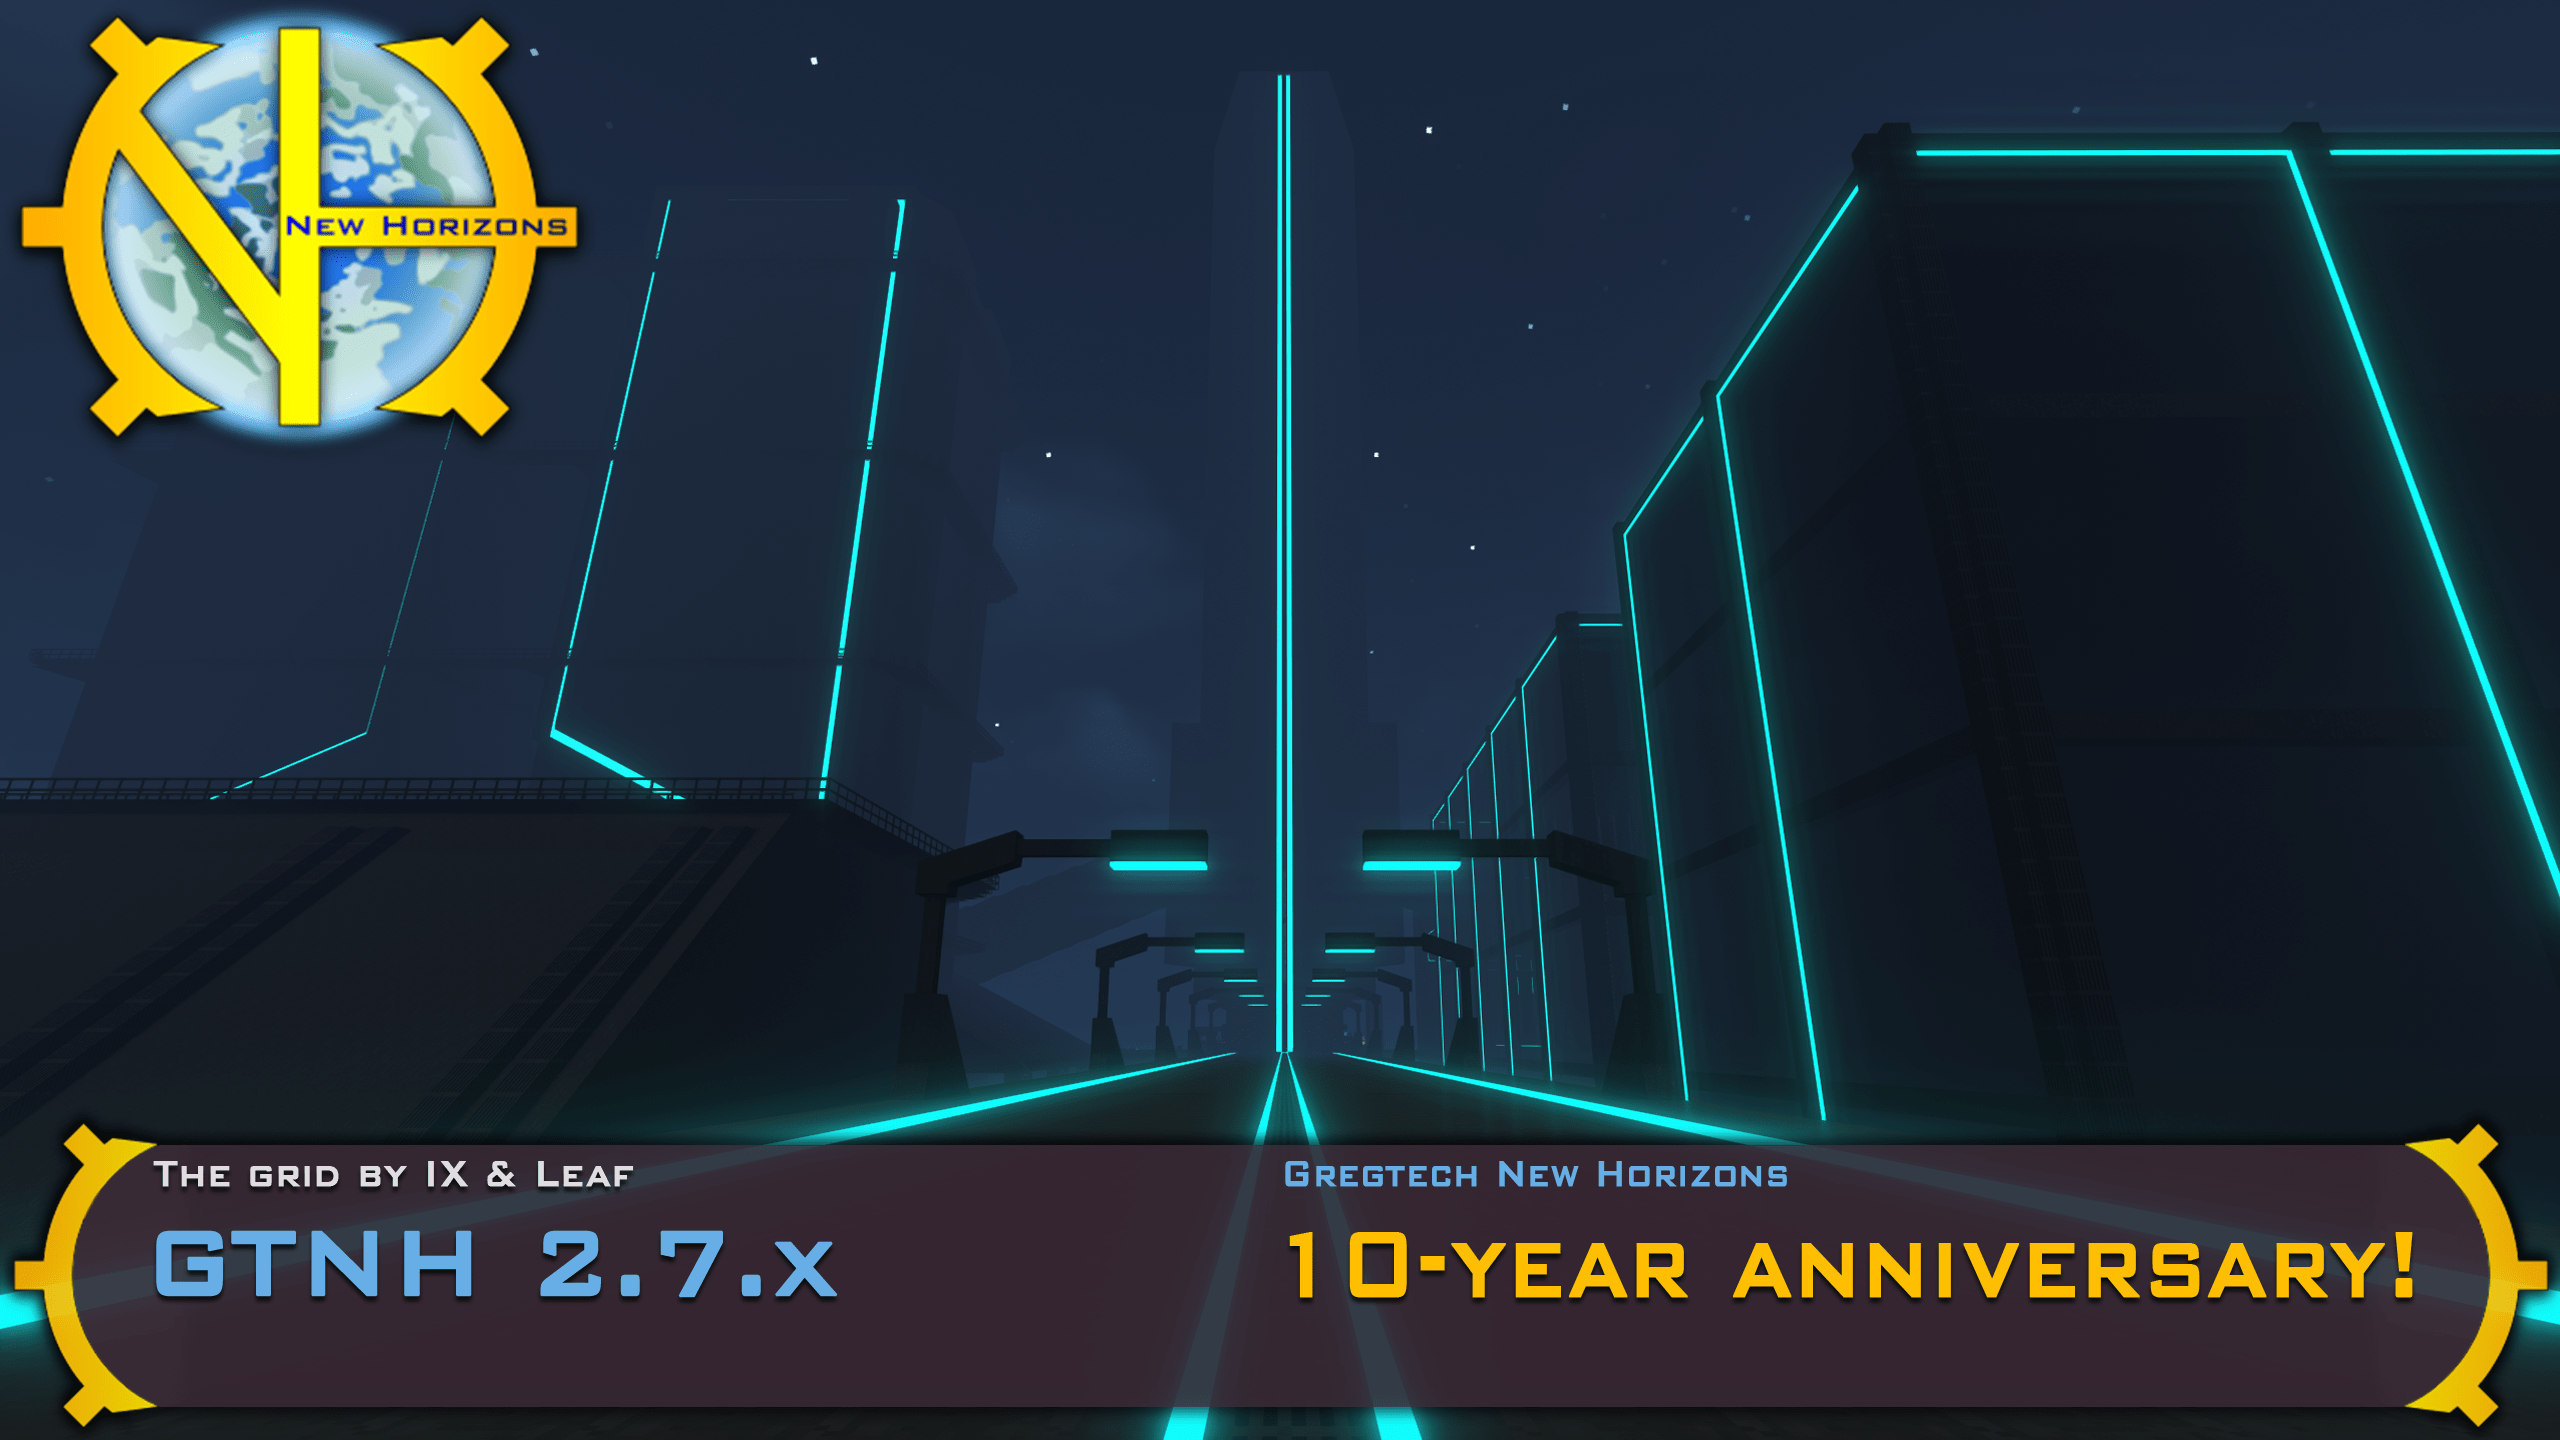 New Horizons
The grid by IX & Leaf
GTNH 2.7.x
Gregtech New Horizons
10-year anniversary!